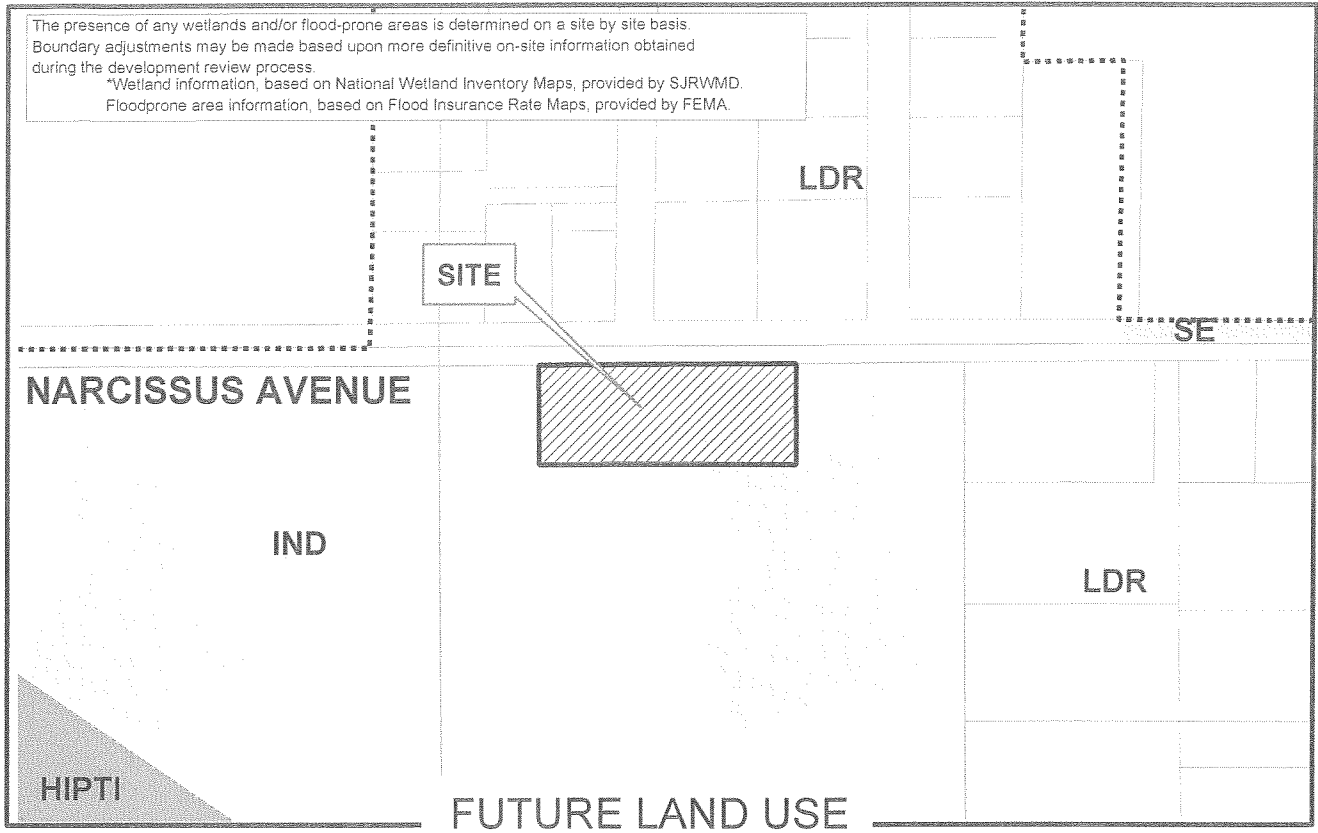 The presence of any wetlands and/or flood-prone areas is determined on a site by site basis.
Boundary adjustments may be made based upon more definitive on-site information obtained
during the development review process.
*Wetland information, based on National Wetland Inventory Maps, provided by SJRWMD.
Floodprone area information, based on Flood Insurance Rate Maps, provided by FEMA.
LDR
SITE
SE
NARCISSUS AVENUE
IND
LDR
HIPTI
FUTURE LAND USE